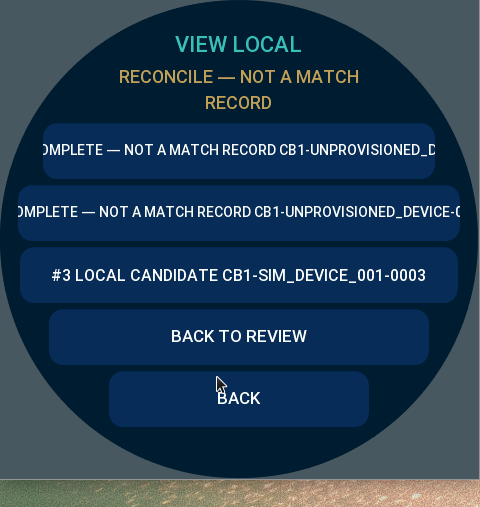 VIEW LOCAL
RECONCILE — NOT A MATCH
RECORD
OMPLETE — NOT A MATCH RECORD CB1-UNPROVISIONED_D
OMPLETE — NOT A MATCH RECORD CB1-UNPROVISIONED_DEVICE-0
#3 LOCAL CANDIDATE CB1-SIM_DEVICE_001-0003
BACK TO REVIEW
BACK